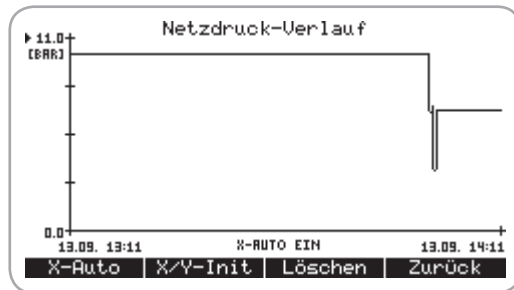 Netzdruck-Verlauf
11.0
[BAR]
0.0
13.09. 13:11 X-AUTO EIN 13.09. 14:11
X-Auto X/Y-Init Löschen Zurück